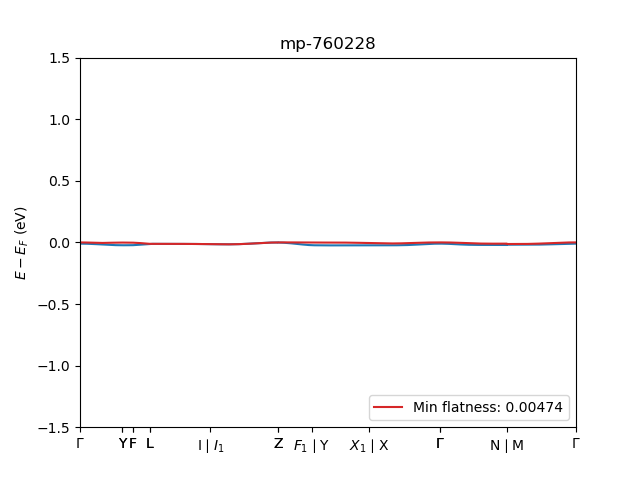 mp-760228
1.5
1.0
0.5
0.0
−0.5
−1.0
−1.5
E − E_F (eV)
Min flatness: 0.00474
Γ Y F L I | I₁ Z F₁ | Y X₁ | X Γ N | M Γ